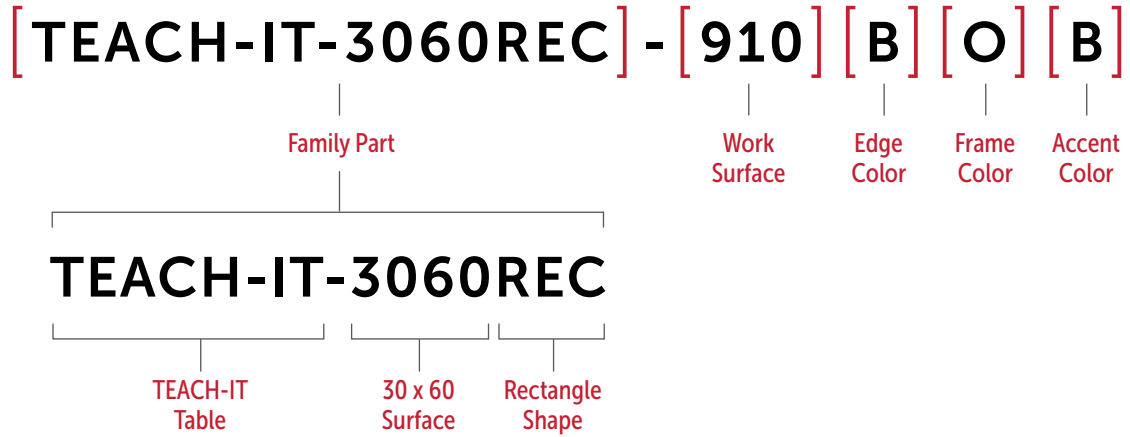 [TEACH-IT-3060REC]-[910][B][O][B]
Family Part
Work
Surface
Edge
Color
Frame
Color
Accent
Color
TEACH-IT-3060REC
TEACH-IT
Table
30 x 60
Surface
Rectangle
Shape